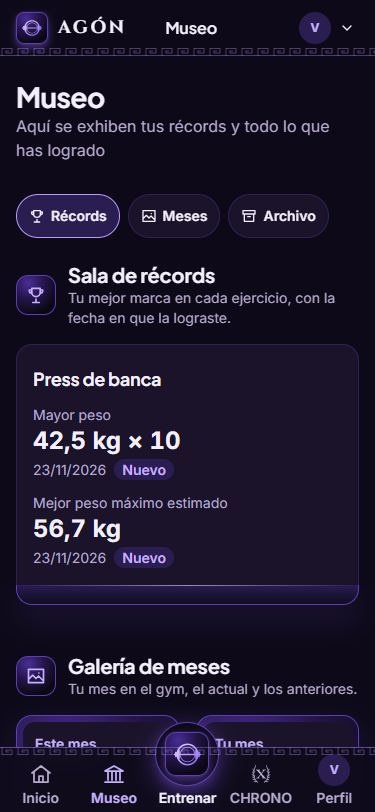 AGÓN
Museo
V
Museo
Aquí se exhiben tus récords y todo lo que
has logrado
Récords
Meses
Archivo
Sala de récords
Tu mejor marca en cada ejercicio, con la
fecha en que la lograste.
Press de banca
Mayor peso
42,5 kg × 10
23/11/2026 Nuevo
Mejor peso máximo estimado
56,7 kg
23/11/2026 Nuevo
Galería de meses
Tu mes en el gym, el actual y los anteriores.
Este mes
Tu mes
V
Inicio
Museo
Entrenar
CHRONO
Perfil